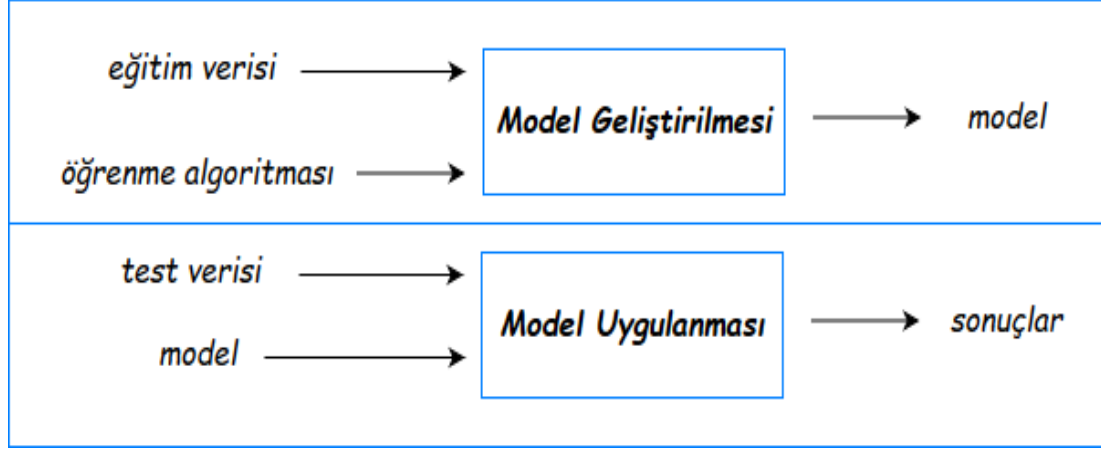 eğitim verisi
öğrenme algoritması
Model Geliştirilmesi
model
test verisi
model
Model Uygulanması
sonuçlar